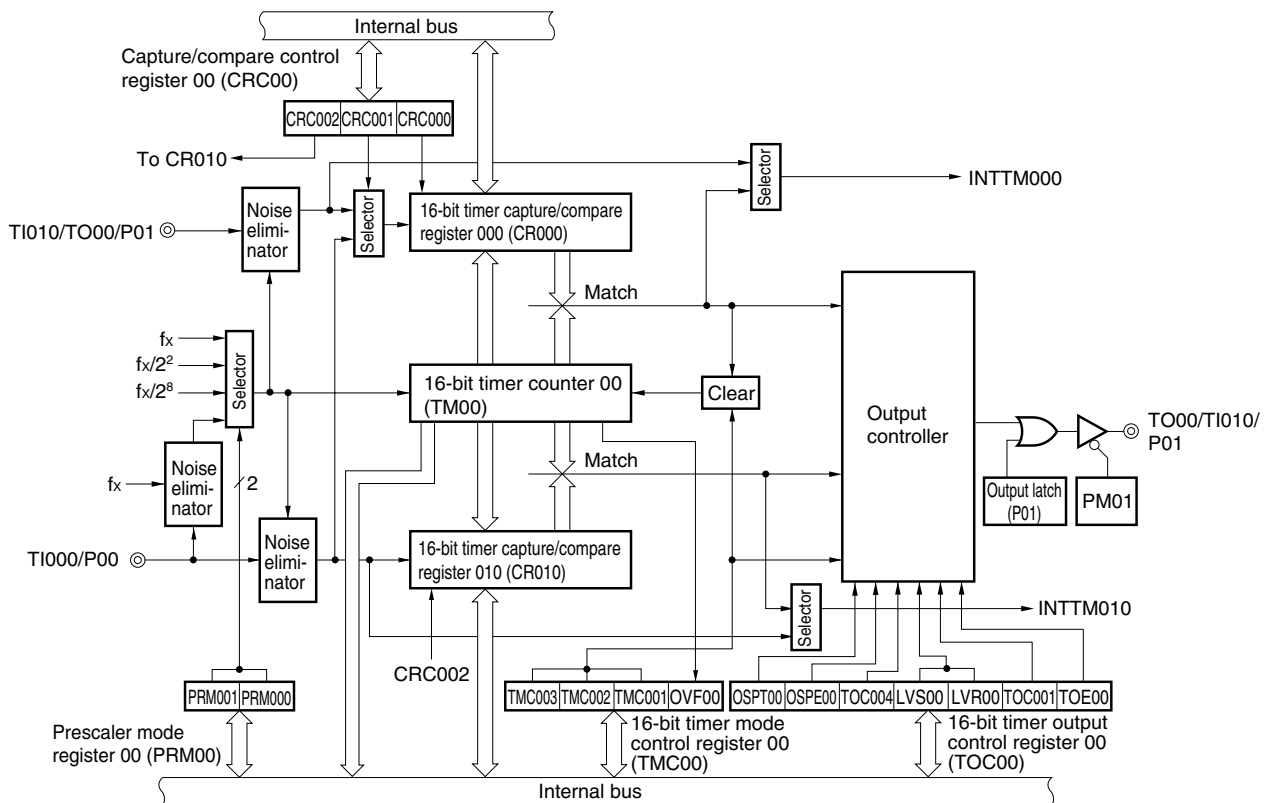 Internal bus
Capture/compare control
register 00 (CRC00)
CRC002 CRC001 CRC000
To CR010
Selector
INTTM000
TI010/TO00/P01
Noise
elimi-
nator
Selector
16-bit timer capture/compare
register 000 (CR000)
Match
fX
fX/2²
fX/2⁸
Selector
16-bit timer counter 00
(TM00)
Clear
Output
controller
TO00/TI010/
P01
Match
fX
Noise
elimi-
nator
2
Output latch
(P01)
PM01
TI000/P00
Noise
elimi-
nator
16-bit timer capture/compare
register 010 (CR010)
Selector
INTTM010
CRC002
PRM001 PRM000
TMC003 TMC002 TMC001 OVF00
OSPT00 OSPE00 TOC004 LVS00 LVR00 TOC001 TOE00
Prescaler mode
register 00 (PRM00)
16-bit timer mode
control register 00
(TMC00)
16-bit timer output
control register 00
(TOC00)
Internal bus